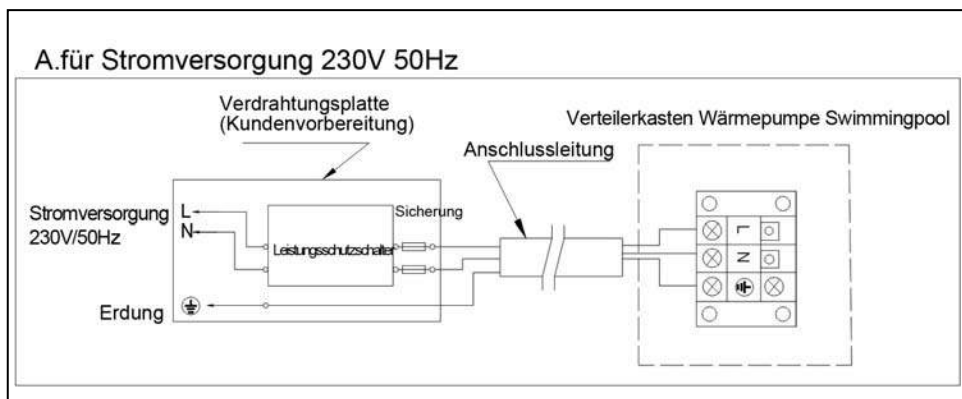 A.für Stromversorgung 230V 50Hz
Verdrahtungsplatte
(Kundenvorbereitung)
Verteilerkasten Wärmepumpe Swimmingpool
Anschlussleitung
Stromversorgung
230V/50Hz
L
N
Sicherung
Leistungsschutzschalter
Erdung
L
N